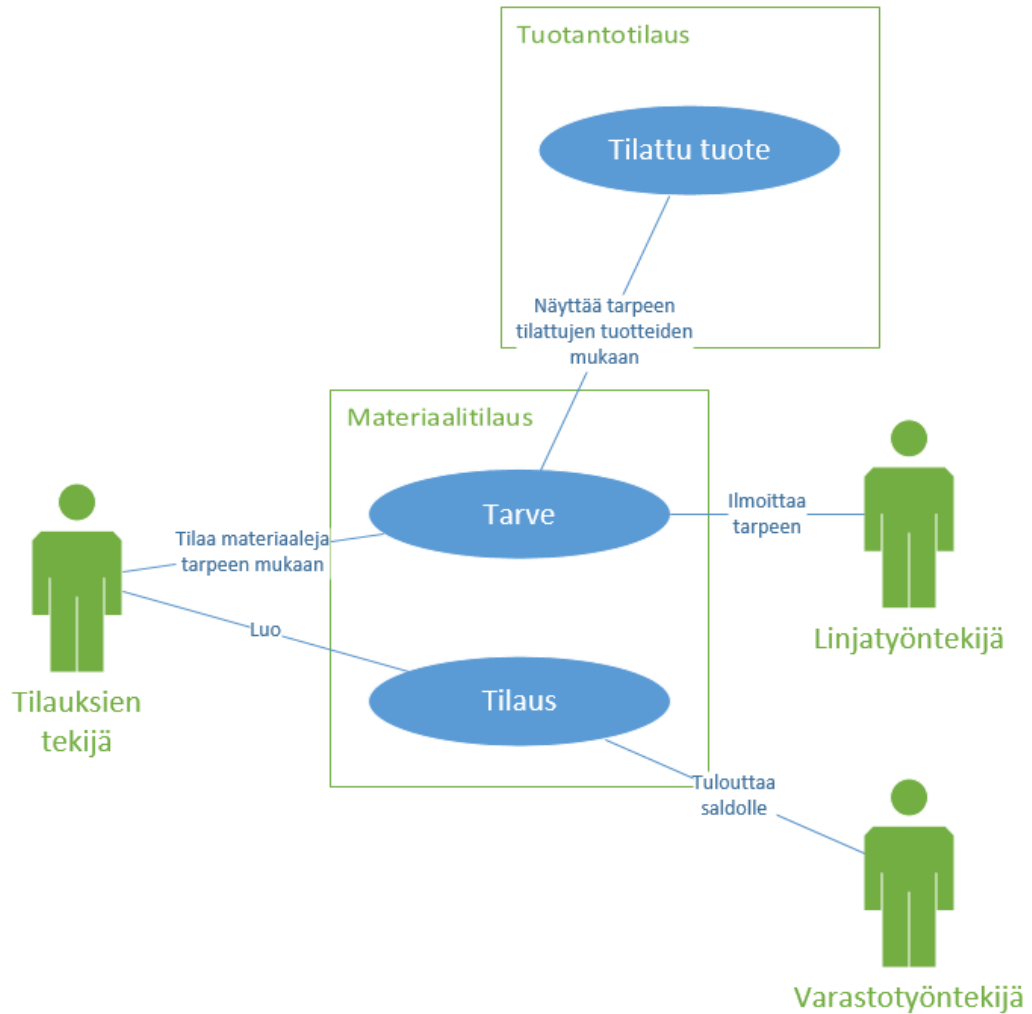 Tuotantotilaus
Tilattu tuote
Näyttää tarpeen
tilattujen tuotteiden
mukaan
Materiaalitilaus
Tarve
Ilmoittaa
tarpeen
Tilaa materiaaleja
tarpeen mukaan
Luo
Linjatyöntekijä
Tilauksien
tekijä
Tilaus
Tulouttaa
saldolle
Varastotyöntekijä